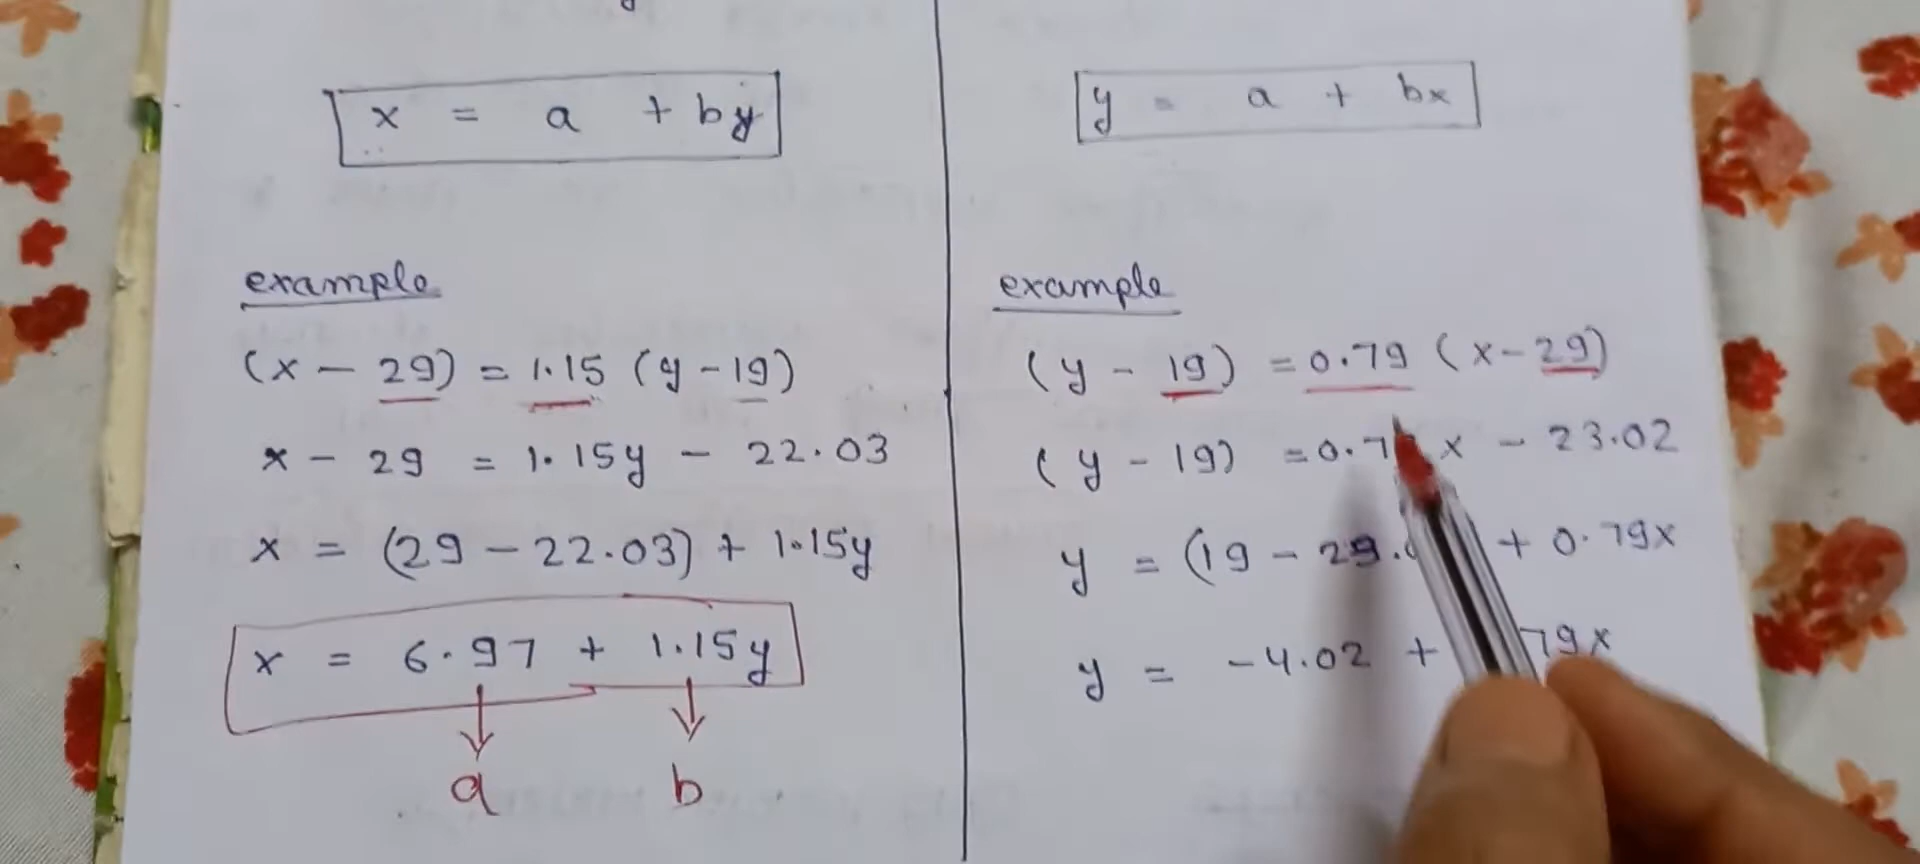 x = a + by
example
(x - 29) = 1.15 (y - 19)
x - 29 = 1.15y - 22.03
x = (29 - 22.03) + 1.15y
x = 6.97 + 1.15y
a b
y = a + bx
example
(y - 19) = 0.79 (x - 29)
(y - 19) = 0.7 x - 23.02
y = (19 - 29. + 0.79x
y = -4.02 + 79x